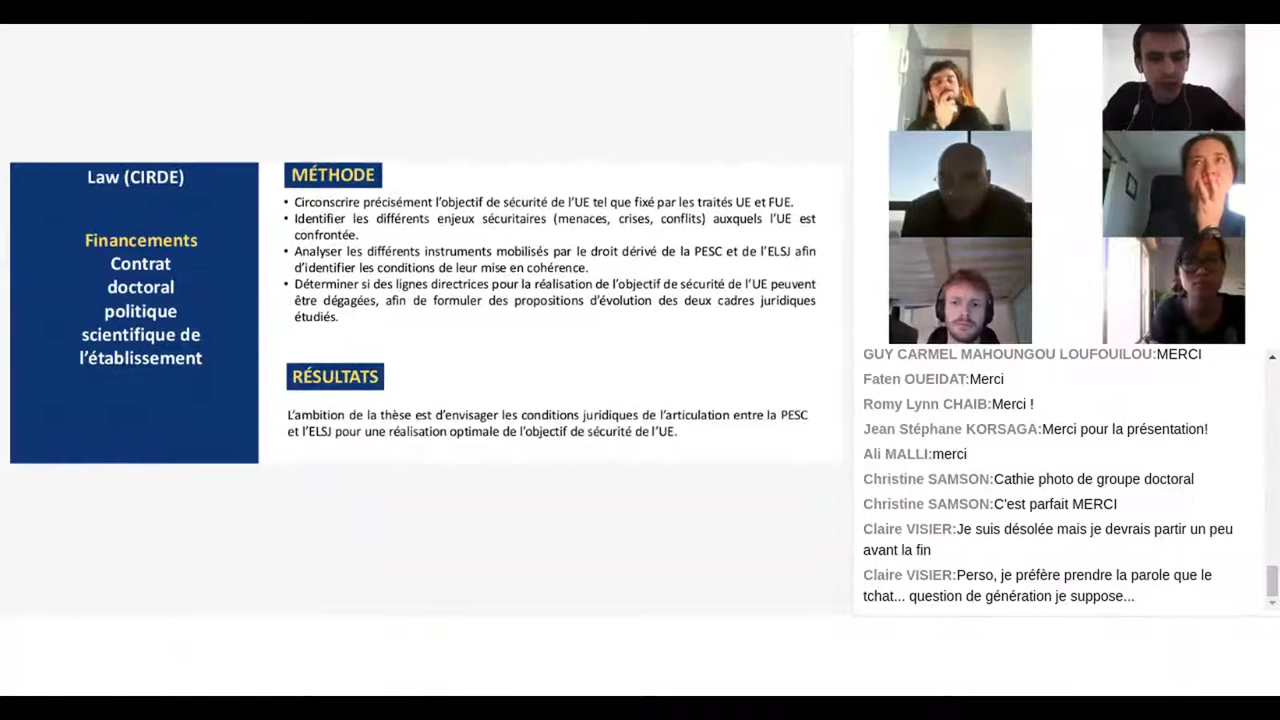 Law (CIRDE)
Financements
Contrat
doctoral
politique
scientifique de
l'établissement
MÉTHODE
• Circonscrire précisément l'objectif de sécurité de l'UE tel que fixé par les traités UE et FUE.
• Identifier les différents enjeux sécuritaires (menaces, crises, conflits) auxquels l'UE est
confrontée.
• Analyser les différents instruments mobilisés par le droit dérivé de la PESC et de l'ELSJ afin
d'identifier les conditions de leur mise en cohérence.
• Déterminer si des lignes directrices pour la réalisation de l'objectif de sécurité de l'UE peuvent
être dégagées, afin de formuler des propositions d'évolution des deux cadres juridiques
étudiés.
RÉSULTATS
L'ambition de la thèse est d'envisager les conditions juridiques de l'articulation entre la PESC
et l'ELSJ pour une réalisation optimale de l'objectif de sécurité de l'UE.
GUY CARMEL MAHOUNGOU LOUFOUILOU:MERCI
Faten OUEIDAT:Merci
Romy Lynn CHAIB:Merci !
Jean Stéphane KORSAGA:Merci pour la présentation!
Ali MALLI:merci
Christine SAMSON:Cathie photo de groupe doctoral
Christine SAMSON:C'est parfait MERCI
Claire VISIER:Je suis désolée mais je devrais partir un peu
avant la fin
Claire VISIER:Perso, je préfère prendre la parole que le
tchat... question de génération je suppose...